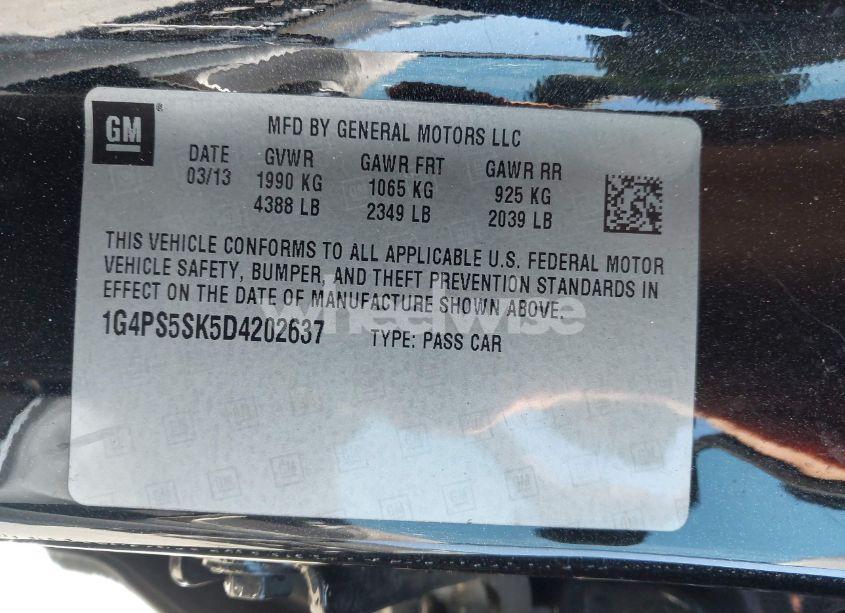 GM ®
MFD BY GENERAL MOTORS LLC
DATE GVWR GAWR FRT GAWR RR
03/13 1990 KG 1065 KG 925 KG
4388 LB 2349 LB 2039 LB
THIS VEHICLE CONFORMS TO ALL APPLICABLE U.S. FEDERAL MOTOR
VEHICLE SAFETY, BUMPER, AND THEFT PREVENTION STANDARDS IN
EFFECT ON THE DATE OF MANUFACTURE SHOWN ABOVE.
1G4PS5SK5D4202637 TYPE: PASS CAR
wheelwise